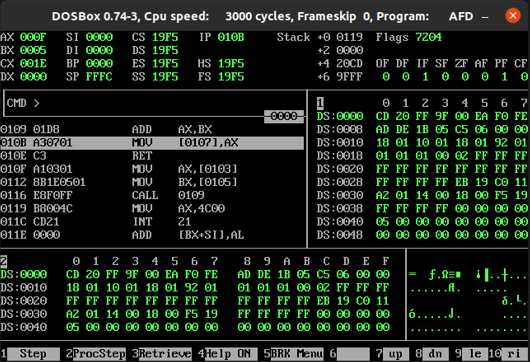 DOSBox 0.74-3, Cpu speed: 3000 cycles, Frameskip 0, Program: AFD
AX 000F SI 0000 CS 19F5 IP 010B Stack +0 0119 Flags 7204
BX 0005 DI 0000 DS 19F5 +2 0000
CX 001E BP 0000 ES 19F5 HS 19F5 +4 20CD OF DF IF SF ZF AF PF CF
DX 0000 SP FFFC SS 19F5 FS 19F5 +6 9FFF 0 0 1 0 0 0 1 0
CMD >
0000
0109 01D8 ADD AX,BX
010B A30701 MOV [0107],AX
010E C3 RET
010F A10301 MOV AX,[0103]
0112 8B1E0501 MOV BX,[0105]
0116 E8F0FF CALL 0109
0119 B8004C MOV AX,4C00
011C CD21 INT 21
011E 0000 ADD [BX+SI],AL
1 0 1 2 3 4 5 6 7
DS:0000 CD 20 FF 9F 00 EA F0 FE
DS:0008 AD DE 1B 05 C5 06 00 00
DS:0010 18 01 10 01 18 01 92 01
DS:0018 01 01 01 00 02 FF FF FF
DS:0020 FF FF FF FF FF FF FF FF
DS:0028 FF FF FF FF EB 19 C0 11
DS:0030 A2 01 14 00 18 00 F5 19
DS:0038 FF FF FF FF 00 00 00 00
DS:0040 05 00 00 00 00 00 00 00
DS:0048 00 00 00 00 00 00 00 00
2 0 1 2 3 4 5 6 7 8 9 A B C D E F
DS:0000 CD 20 FF 9F 00 EA F0 FE AD DE 1B 05 C5 06 00 00
DS:0010 18 01 10 01 18 01 92 01 01 01 01 00 02 FF FF FF
DS:0020 FF FF FF FF FF FF FF FF FF FF FF FF EB 19 C0 11
DS:0030 A2 01 14 00 18 00 F5 19 FF FF FF FF 00 00 00 00
DS:0040 05 00 00 00 00 00 00 00 00 00 00 00 00 00 00 00
1 Step 2 ProcStep 3 Retrieve 4 Help ON 5 BRK Menu 6 7 up 8 dn 9 le 10 ri